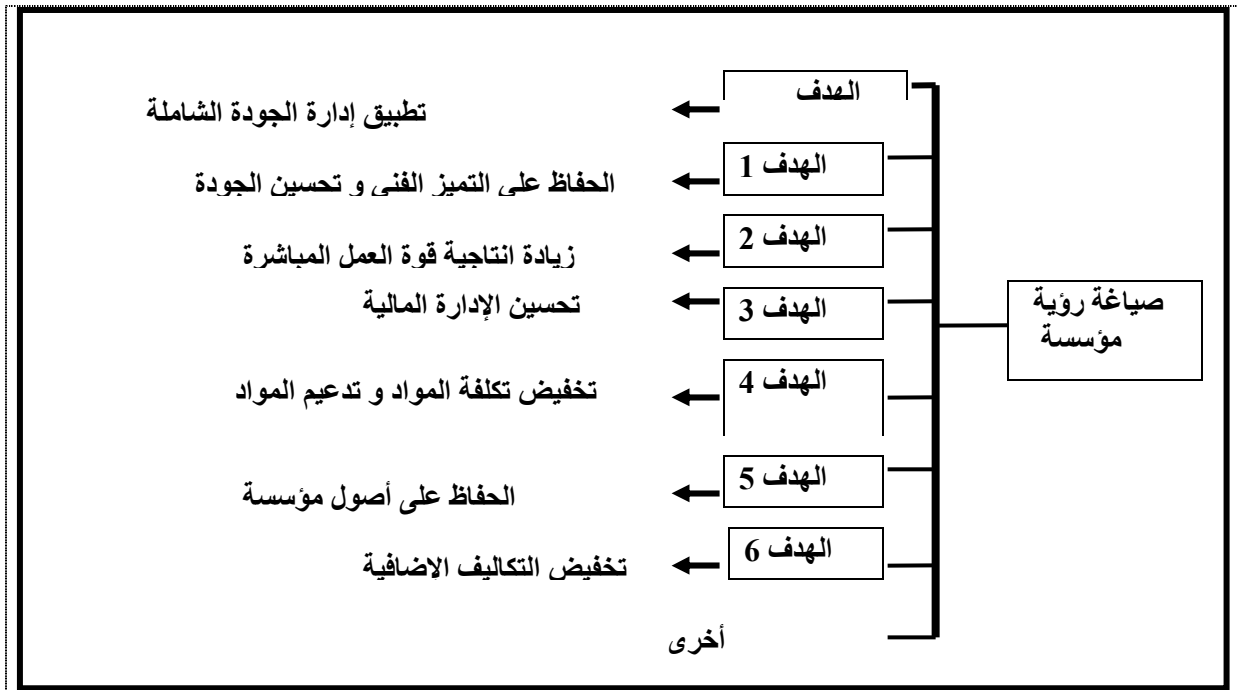 صياغة رؤية
مؤسسة
الهدف
تطبيق إدارة الجودة الشاملة
الهدف 1
الحفاظ على التميز الفني و تحسين الجودة
الهدف 2
زيادة انتاجية قوة العمل المباشرة
الهدف 3
تحسين الإدارة المالية
الهدف 4
تخفيض تكلفة المواد و تدعيم المواد
الهدف 5
الحفاظ على أصول مؤسسة
الهدف 6
تخفيض التكاليف الإضافية
أخرى